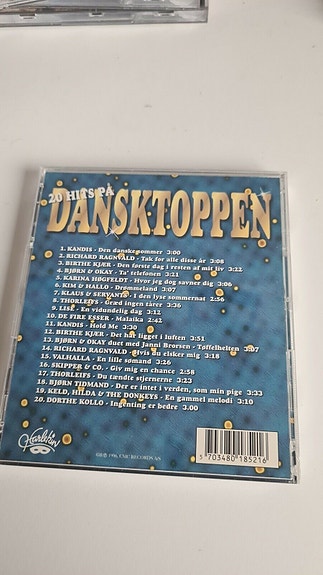 20 HITS PÅ
DANSKTOPPEN
1. KANDIS - Den danske sommer 3:00
2. RICHARD RAGNVALD - Tak for alle disse år 3:08
3. BIRTHE KJÆR - Den første dag i resten af mit liv 3:22
4. BJØRN & OKAY - Ta' telefonen 3:21
5. KARINA HØGFELDT - Hvor jeg dog savner dig 3:06
6. KIM & HALLO - Drømmeland 3:07
7. KLAUS & SERVANTS - I den lyse sommernat 2:56
8. THORLEIFS - Græd ingen tårer 3:36
9. LISE - En vidunderlig dag 3:12
10. DE FIRE ESSER - Malaika 2:42
11. KANDIS - Hold Me 3:30
12. BIRTHE KJÆR - Det hit ligger i luften 3:51
13. BJØRN & OKAY duet med Janni Brorsen - Tøffelhelten 3:07
14. RICHARD RAGNVALD - Hvis du elsker mig 3:18
15. VALHALLA - En lille sømand 3:26
16. SKIPPER & CO. - Giv mig en chance 2:58
17. THORLEIFS - Du tændte stjernerne 3:23
18. BJØRN TIDMAND - Der er intet i verden, som min pige 3:33
19. KELD, HILDA & THE DONKEYS - En gammel melodi 3:10
20. DORTHE KOLLO - Ingenting er bedre 3.00
Harlekin
1996 CMC RECORDS A/S
5 703480 185216